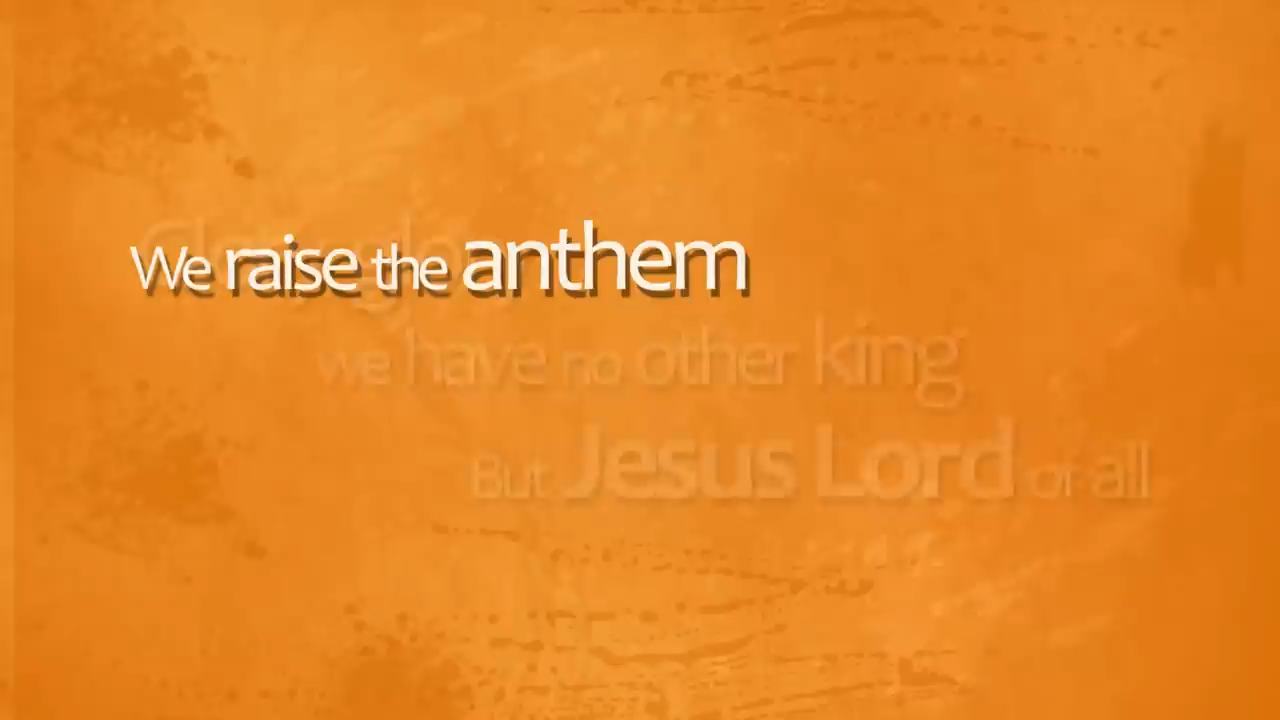 We raise the anthem
we have no other king
But Jesus Lord of all